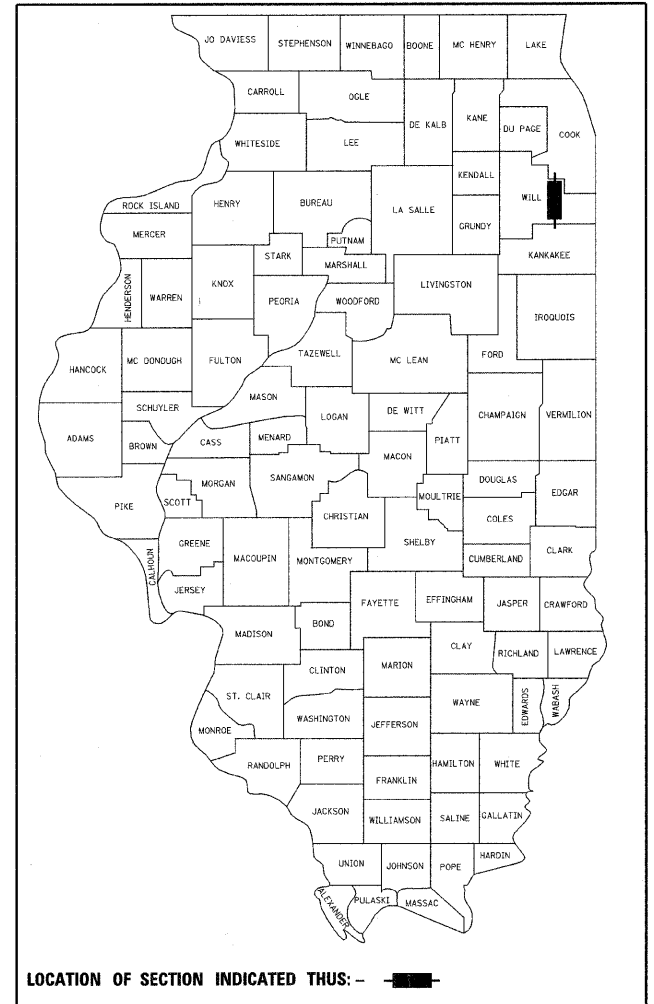 JO DAVIESS
STEPHENSON
WINNEBAGO
BOONE
MC HENRY
LAKE
CARROLL
OGLE
DE KALB
KANE
DU PAGE
COOK
WHITESIDE
LEE
KENDALL
WILL
ROCK ISLAND
HENRY
BUREAU
LA SALLE
GRUNDY
MERCER
PUTNAM
KANKAKEE
STARK
MARSHALL
HENDERSON
WARREN
KNOX
PEORIA
WOODFORD
LIVINGSTON
IROQUOIS
HANCOCK
MC DONOUGH
FULTON
TAZEWELL
MC LEAN
FORD
SCHUYLER
MASON
LOGAN
DE WITT
CHAMPAIGN
VERMILION
ADAMS
BROWN
CASS
MENARD
MACON
PIATT
PIKE
SCOTT
MORGAN
SANGAMON
CHRISTIAN
MOULTRIE
DOUGLAS
EDGAR
COLES
CALHOUN
GREENE
MACOUPIN
MONTGOMERY
SHELBY
CUMBERLAND
CLARK
JERSEY
FAYETTE
EFFINGHAM
JASPER
CRAWFORD
MADISON
BOND
CLAY
RICHLAND
LAWRENCE
CLINTON
MARION
ST. CLAIR
WAYNE
EDWARDS
WABASH
MONROE
WASHINGTON
JEFFERSON
RANDOLPH
PERRY
HAMILTON
WHITE
FRANKLIN
JACKSON
WILLIAMSON
SALINE
GALLATIN
UNION
JOHNSON
POPE
HARDIN
ALEXANDER
PULASKI
MASSAC
LOCATION OF SECTION INDICATED THUS: -